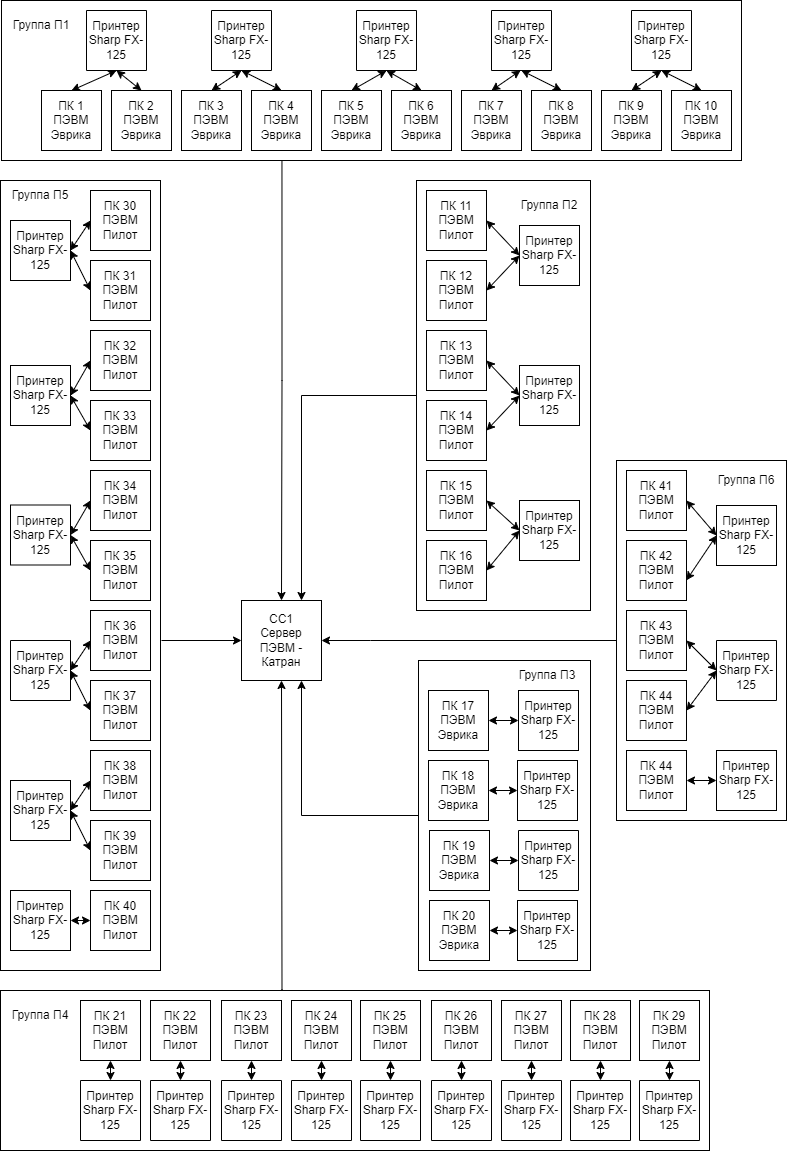 Группа П1
Принтер
Sharp FX-
125
Принтер
Sharp FX-
125
Принтер
Sharp FX-
125
Принтер
Sharp FX-
125
Принтер
Sharp FX-
125
ПК 1
ПЭВМ
Эврика
ПК 2
ПЭВМ
Эврика
ПК 3
ПЭВМ
Эврика
ПК 4
ПЭВМ
Эврика
ПК 5
ПЭВМ
Эврика
ПК 6
ПЭВМ
Эврика
ПК 7
ПЭВМ
Эврика
ПК 8
ПЭВМ
Эврика
ПК 9
ПЭВМ
Эврика
ПК 10
ПЭВМ
Эврика
Группа П5
Принтер
Sharp FX-
125
ПК 30
ПЭВМ
Пилот
ПК 31
ПЭВМ
Пилот
Принтер
Sharp FX-
125
ПК 32
ПЭВМ
Пилот
ПК 33
ПЭВМ
Пилот
Принтер
Sharp FX-
125
ПК 34
ПЭВМ
Пилот
ПК 35
ПЭВМ
Пилот
Принтер
Sharp FX-
125
ПК 36
ПЭВМ
Пилот
ПК 37
ПЭВМ
Пилот
Принтер
Sharp FX-
125
ПК 38
ПЭВМ
Пилот
ПК 39
ПЭВМ
Пилот
Принтер
Sharp FX-
125
ПК 40
ПЭВМ
Пилот
Группа П2
ПК 11
ПЭВМ
Пилот
ПК 12
ПЭВМ
Пилот
Принтер
Sharp FX-
125
ПК 13
ПЭВМ
Пилот
ПК 14
ПЭВМ
Пилот
Принтер
Sharp FX-
125
ПК 15
ПЭВМ
Пилот
ПК 16
ПЭВМ
Пилот
Принтер
Sharp FX-
125
СС1
Сервер
ПЭВМ -
Катран
Группа П6
ПК 41
ПЭВМ
Пилот
ПК 42
ПЭВМ
Пилот
Принтер
Sharp FX-
125
ПК 43
ПЭВМ
Пилот
ПК 44
ПЭВМ
Пилот
Принтер
Sharp FX-
125
ПК 44
ПЭВМ
Пилот
Принтер
Sharp FX-
125
Группа П3
ПК 17
ПЭВМ
Эврика
Принтер
Sharp FX-
125
ПК 18
ПЭВМ
Эврика
Принтер
Sharp FX-
125
ПК 19
ПЭВМ
Эврика
Принтер
Sharp FX-
125
ПК 20
ПЭВМ
Эврика
Принтер
Sharp FX-
125
Группа П4
ПК 21
ПЭВМ
Пилот
ПК 22
ПЭВМ
Пилот
ПК 23
ПЭВМ
Пилот
ПК 24
ПЭВМ
Пилот
ПК 25
ПЭВМ
Пилот
ПК 26
ПЭВМ
Пилот
ПК 27
ПЭВМ
Пилот
ПК 28
ПЭВМ
Пилот
ПК 29
ПЭВМ
Пилот
Принтер
Sharp FX-
125
Принтер
Sharp FX-
125
Принтер
Sharp FX-
125
Принтер
Sharp FX-
125
Принтер
Sharp FX-
125
Принтер
Sharp FX-
125
Принтер
Sharp FX-
125
Принтер
Sharp FX-
125
Принтер
Sharp FX-
125